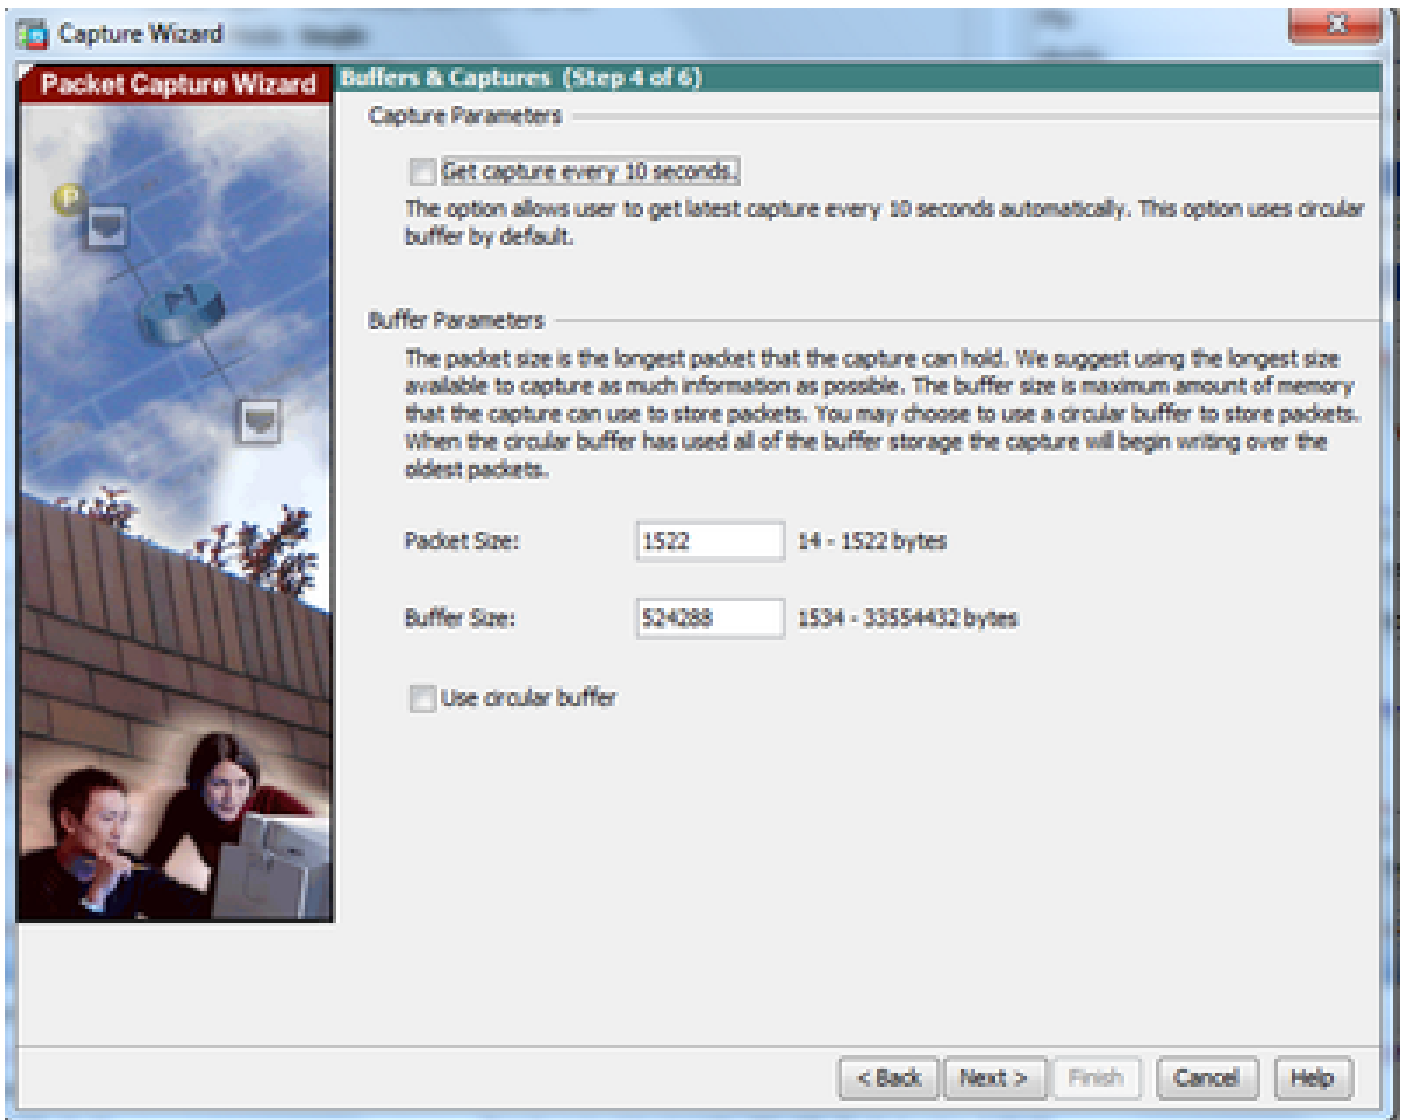 Capture Wizard
Packet Capture Wizard
Buffers & Captures (Step 4 of 6)
Capture Parameters
Get capture every 10 seconds.
The option allows user to get latest capture every 10 seconds automatically. This option uses circular
buffer by default.
Buffer Parameters
The packet size is the longest packet that the capture can hold. We suggest using the longest size
available to capture as much information as possible. The buffer size is maximum amount of memory
that the capture can use to store packets. You may choose to use a circular buffer to store packets.
When the circular buffer has used all of the buffer storage the capture will begin writing over the
oldest packets.
Packet Size: 1522 14 - 1522 bytes
Buffer Size: 524288 1534 - 33554432 bytes
Use circular buffer
< Back Next > Finish Cancel Help